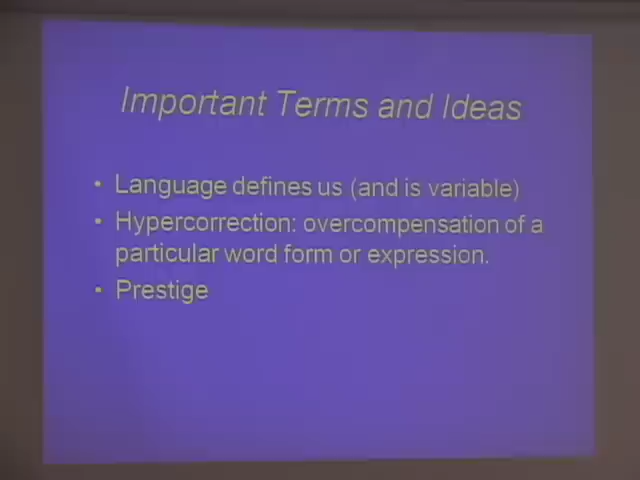 Important Terms and Ideas
• Language defines us (and is variable)
• Hypercorrection: overcompensation of a
particular word form or expression.
• Prestige